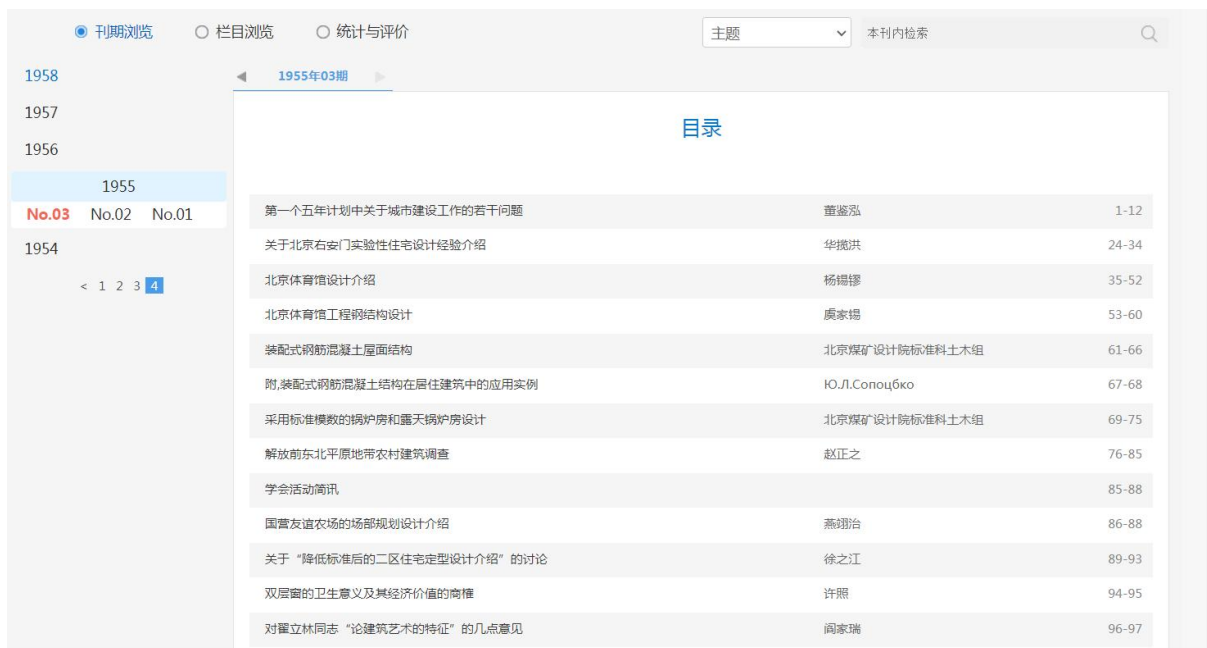 刊期浏览 栏目浏览 统计与评价 主题 本刊内检索
1958
1955年03期
1957
目录
1956
1955
No.03 No.02 No.01
1954
< 1 2 3 4
第一个五年计划中关于城市建设工作的若干问题 董鉴泓 1-12
关于北京右安门实验性住宅设计经验介绍 华揽洪 24-34
北京体育馆设计介绍 杨锡镠 35-52
北京体育馆工程钢结构设计 虞家锡 53-60
装配式钢筋混凝土屋面结构 北京煤矿设计院标准科土木组 61-66
附,装配式钢筋混凝土结构在居住建筑中的应用实例 Ю.Л.Сопоцбко 67-68
采用标准模数的锅炉房和露天锅炉房设计 北京煤矿设计院标准科土木组 69-75
解放前东北平原地带农村建筑调查 赵正之 76-85
学会活动简讯 85-88
国营友谊农场的场部规划设计介绍 燕翊治 86-88
关于“降低标准后的二区住宅定型设计介绍”的讨论 徐之江 89-93
双层窗的卫生意义及其经济价值的商榷 许照 94-95
对翟立林同志“论建筑艺术的特征”的几点意见 阎家瑞 96-97